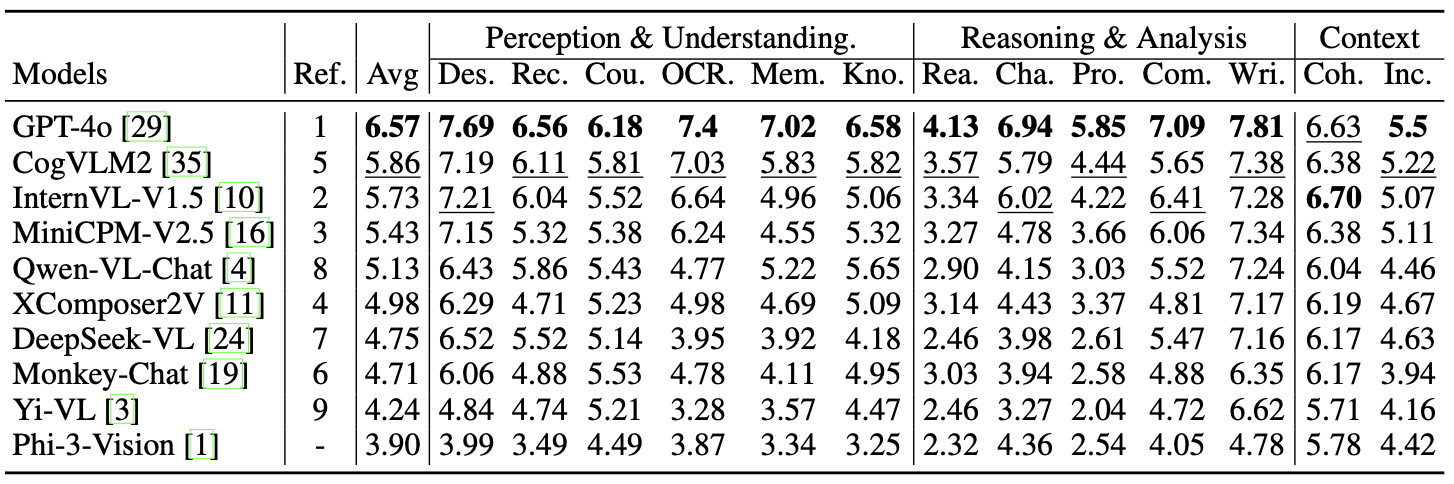 Perception & Understanding. Reasoning & Analysis Context
Models Ref. Avg Des. Rec. Cou. OCR. Mem. Kno. Rea. Cha. Pro. Com. Wri. Coh. Inc.
GPT-4o [29] 1 6.57 7.69 6.56 6.18 7.4 7.02 6.58 4.13 6.94 5.85 7.09 7.81 6.63 5.5
CogVLM2 [35] 5 5.86 7.19 6.11 5.81 7.03 5.83 5.82 3.57 5.79 4.44 5.65 7.38 6.38 5.22
InternVL-V1.5 [10] 2 5.73 7.21 6.04 5.52 6.64 4.96 5.06 3.34 6.02 4.22 6.41 7.28 6.70 5.07
MiniCPM-V2.5 [16] 3 5.43 7.15 5.32 5.38 6.24 4.55 5.32 3.27 4.78 3.66 6.06 7.34 6.38 5.11
Qwen-VL-Chat [4] 8 5.13 6.43 5.86 5.43 4.77 5.22 5.65 2.90 4.15 3.03 5.52 7.24 6.04 4.46
XComposer2V [11] 4 4.98 6.29 4.71 5.23 4.98 4.69 5.09 3.14 4.43 3.37 4.81 7.17 6.19 4.67
DeepSeek-VL [24] 7 4.75 6.52 5.52 5.14 3.95 3.92 4.18 2.46 3.98 2.61 5.47 7.16 6.17 4.63
Monkey-Chat [19] 6 4.71 6.06 4.88 5.53 4.78 4.11 4.95 3.03 3.94 2.58 4.88 6.35 6.17 3.94
Yi-VL [3] 9 4.24 4.84 4.74 5.21 3.28 3.57 4.47 2.46 3.27 2.04 4.72 6.62 5.71 4.16
Phi-3-Vision [1] - 3.90 3.99 3.49 4.49 3.87 3.34 3.25 2.32 4.36 2.54 4.05 4.78 5.78 4.42